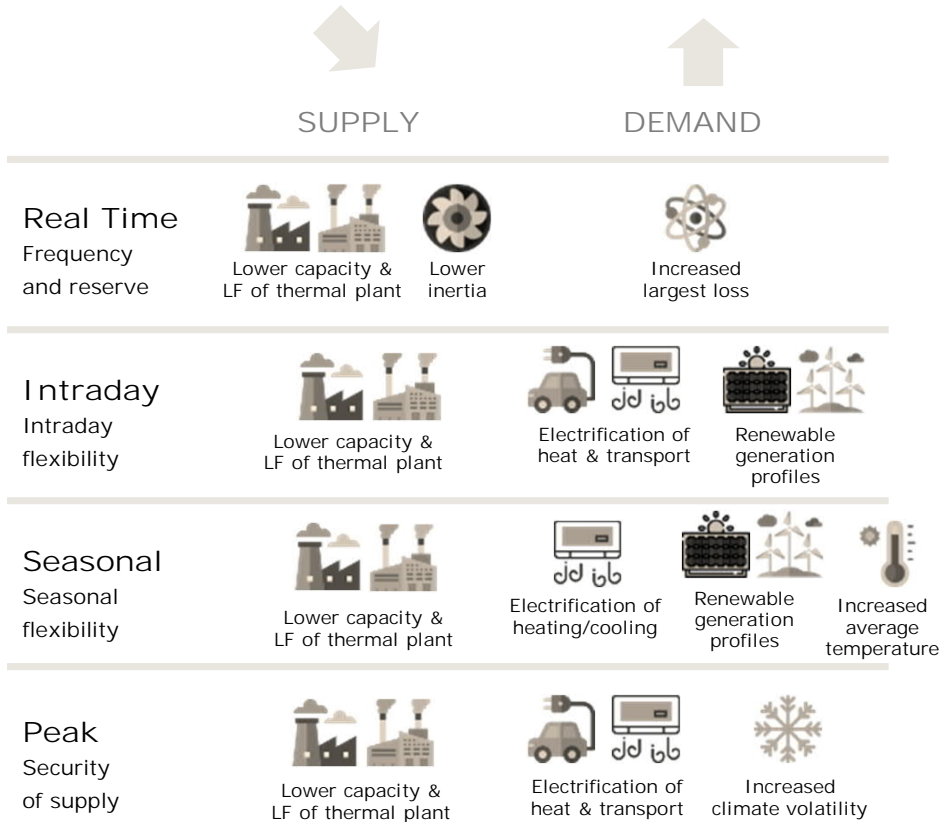 SUPPLY
DEMAND
Real Time
Frequency
and reserve
Lower capacity &
LF of thermal plant
Lower
inertia
Increased
largest loss
Intraday
Intraday
flexibility
Lower capacity &
LF of thermal plant
Electrification of
heat & transport
Renewable
generation
profiles
Seasonal
Seasonal
flexibility
Lower capacity &
LF of thermal plant
Electrification of
heating/cooling
Renewable
generation
profiles
Increased
average
temperature
Peak
Security
of supply
Lower capacity &
LF of thermal plant
Electrification of
heat & transport
Increased
climate volatility